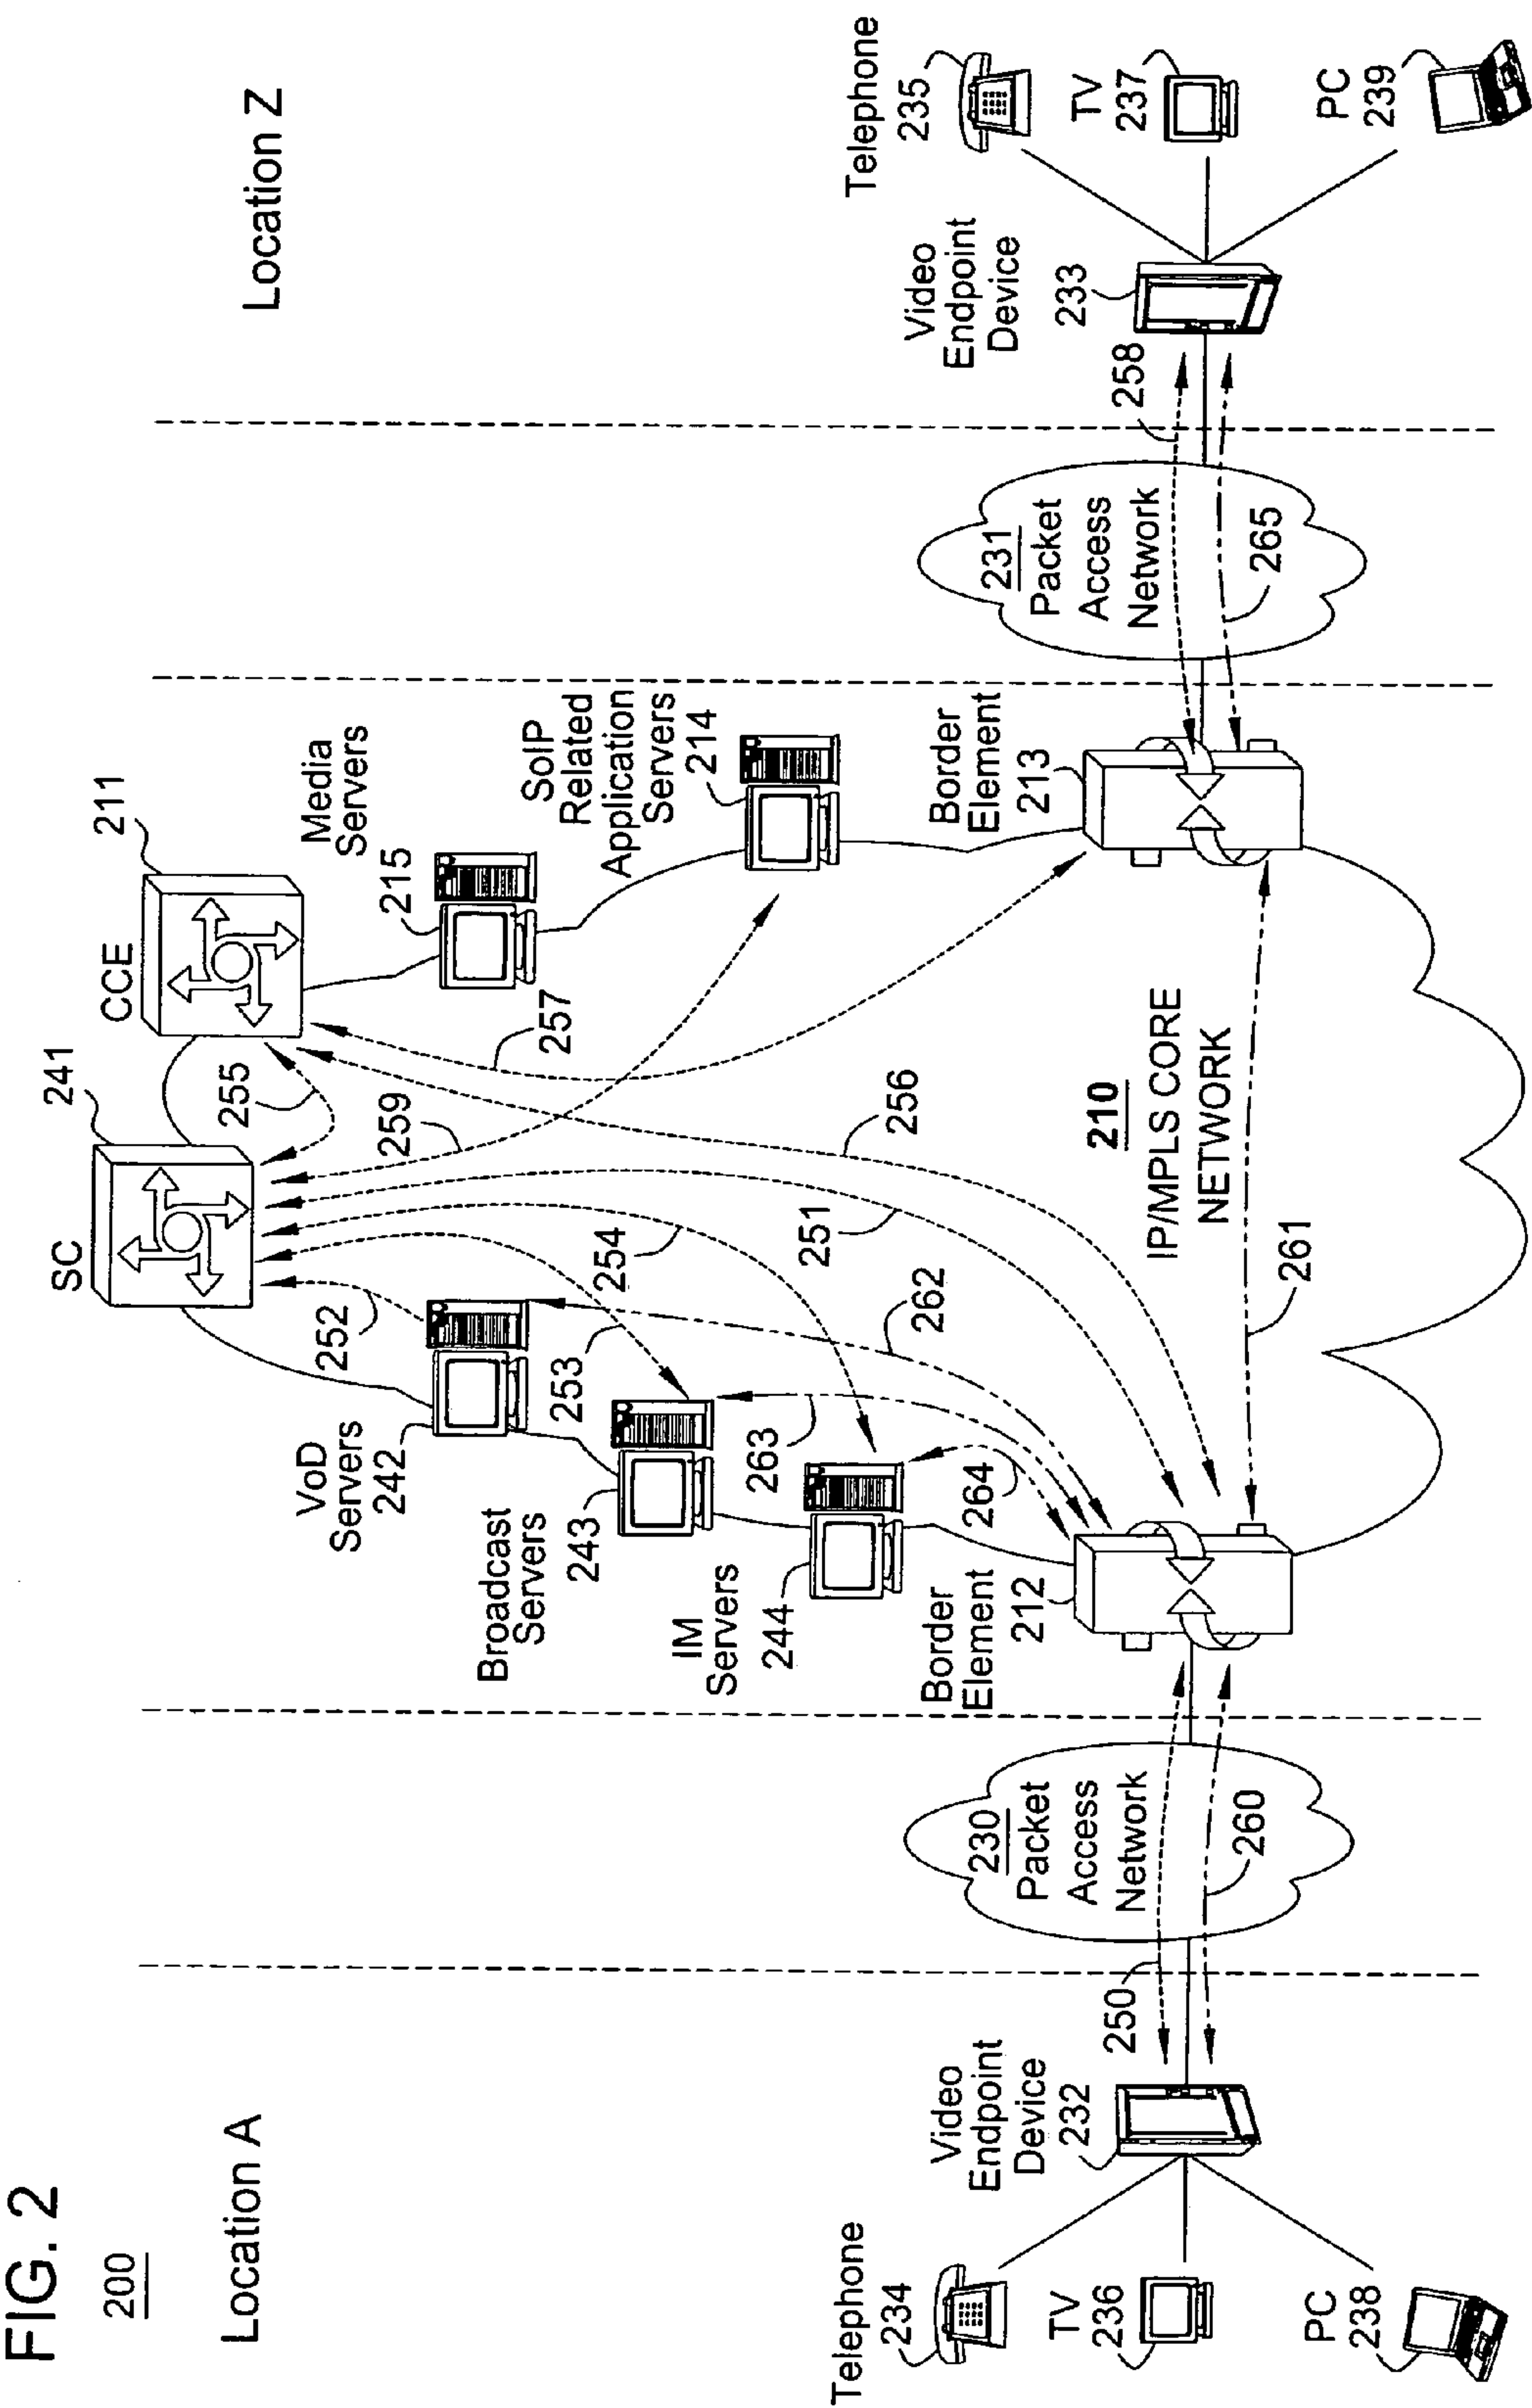 FIG. 2
200
Location A
Location Z
SC
241
CCE
211
255
Media
Servers
215
SoIP
Related
Application
Servers
214
VoD
Servers
242
252
259
257
Broadcast
Servers
243
253
254
256
251
262
263
IM
Servers
244
264
Border
Element
212
Border
Element
213
210
IP/MPLS CORE
NETWORK
261
230
Packet
Access
Network
260
250
231
Packet
Access
Network
265
258
Video
Endpoint
Device
232
Telephone
234
TV
236
PC
238
Video
Endpoint
Device
233
Telephone
235
TV
237
PC
239